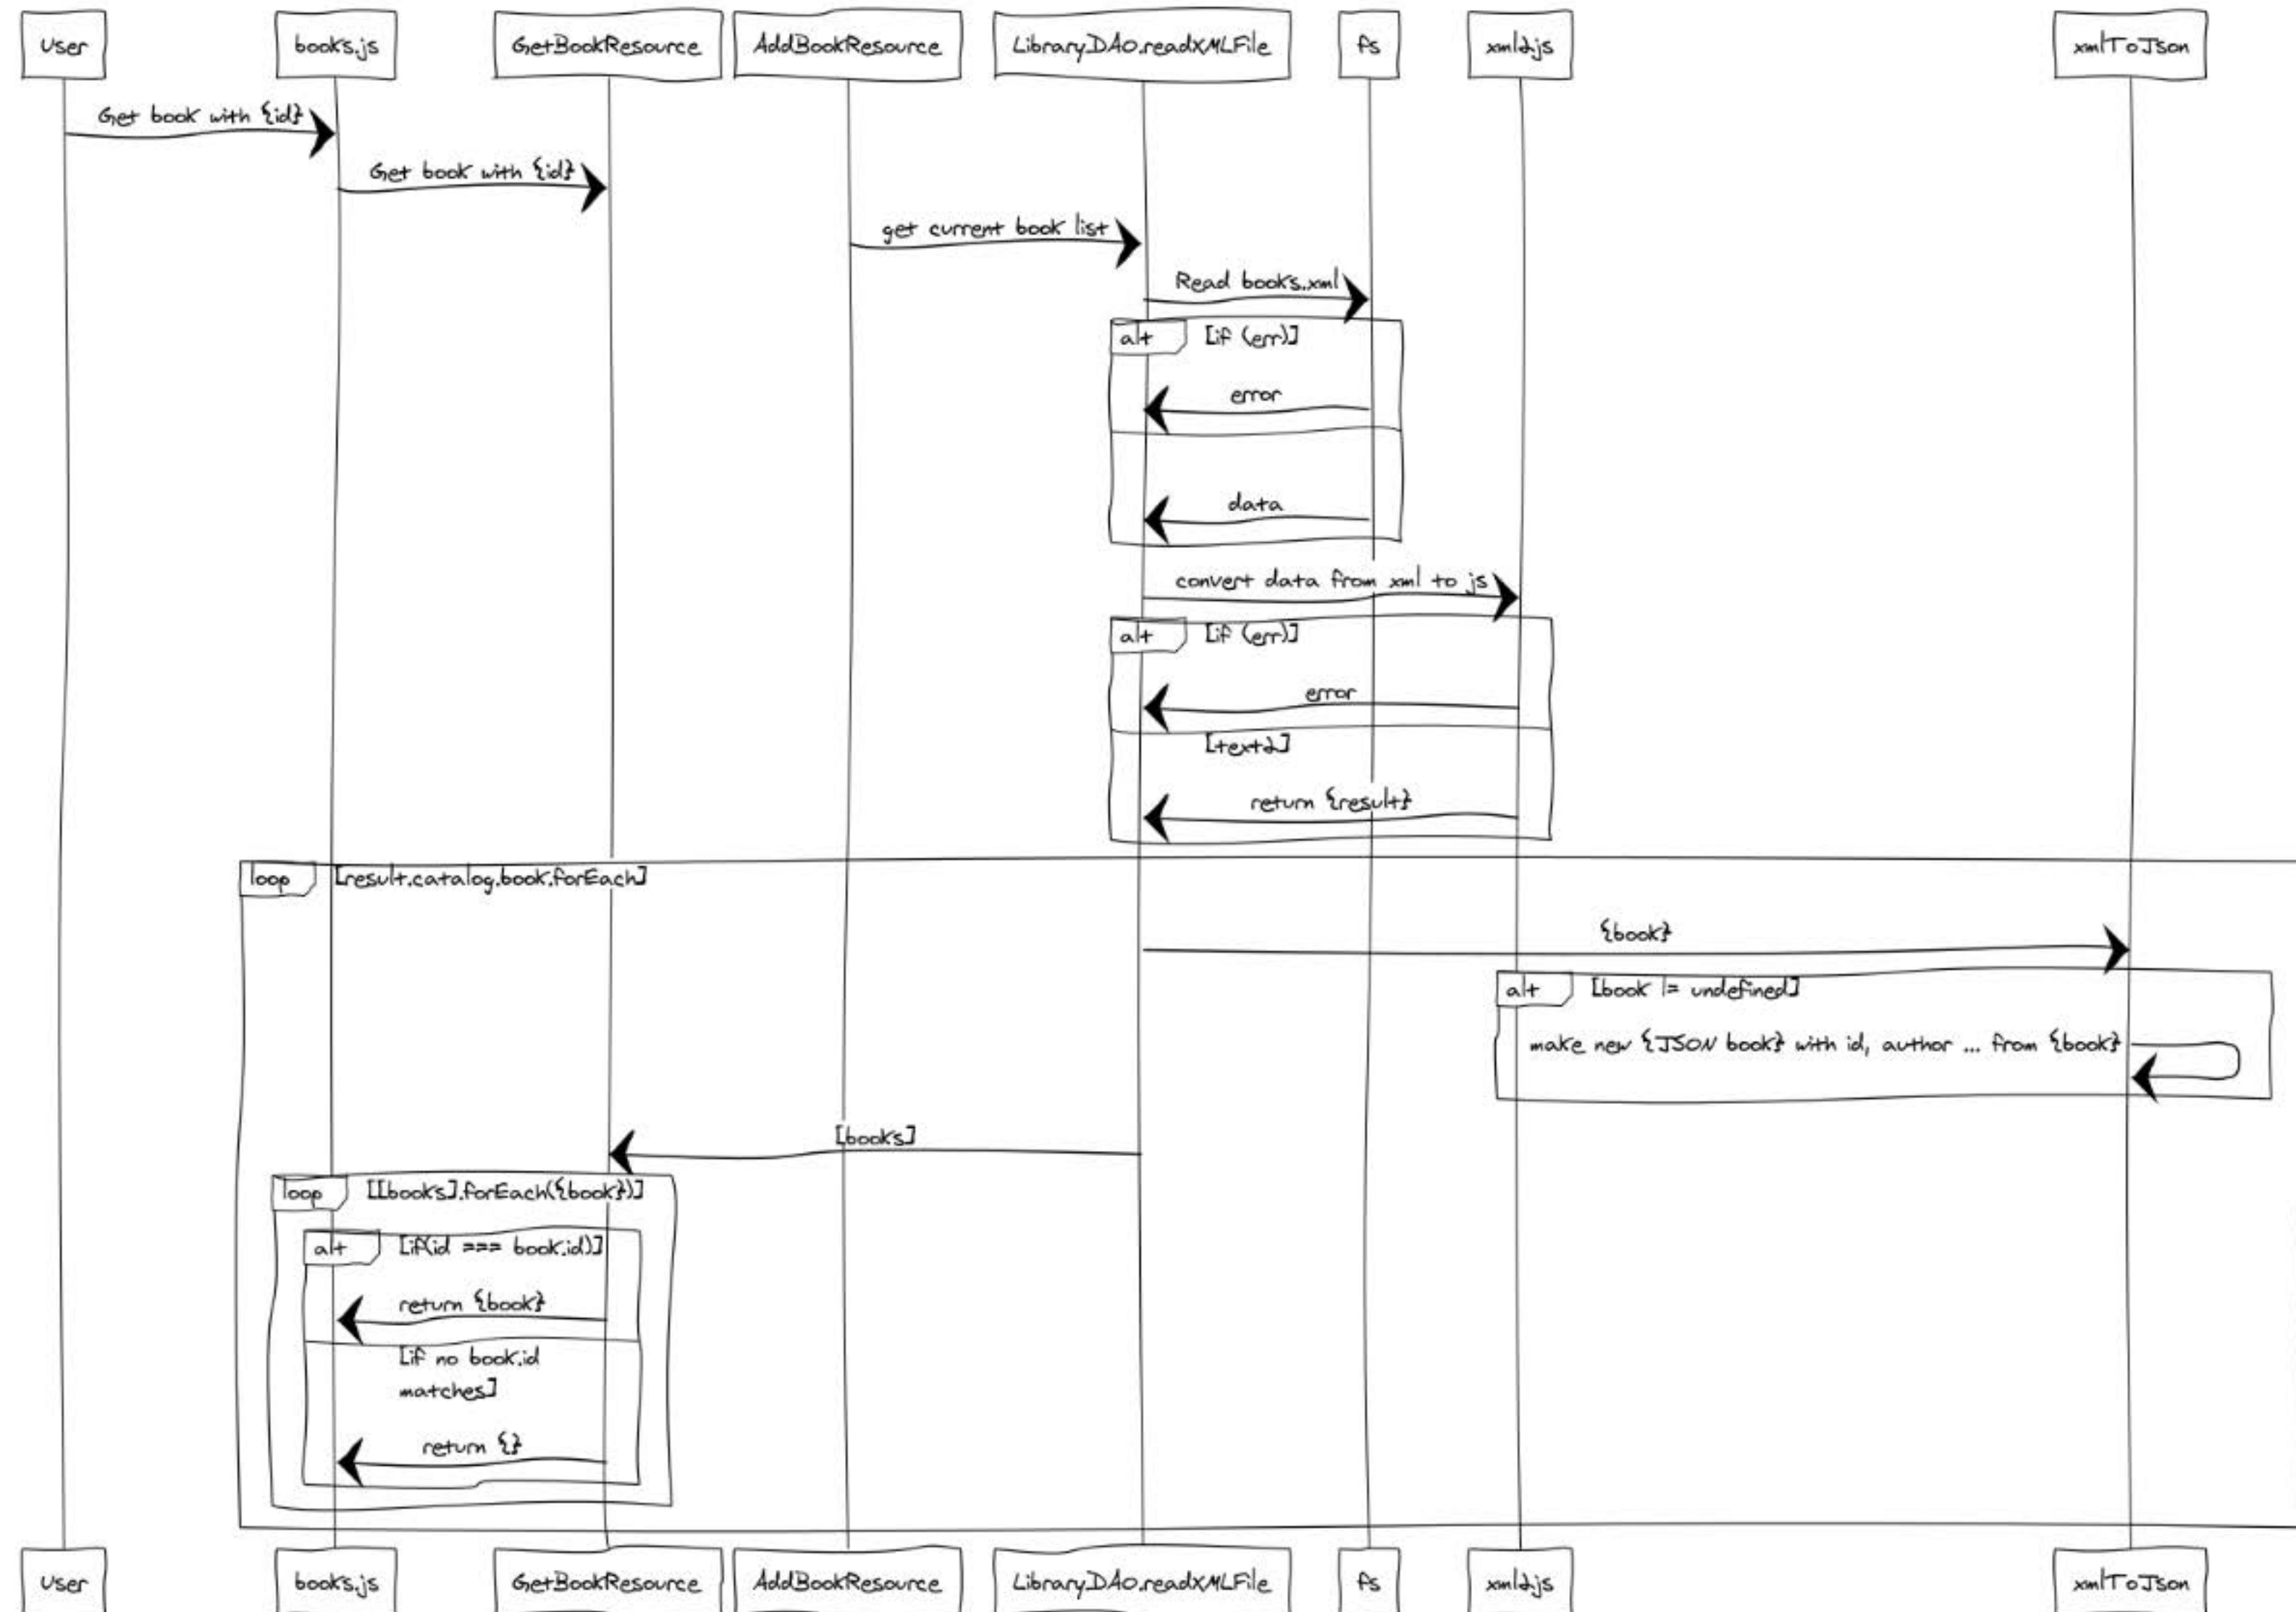 User
books.js
GetBookResource
AddBookResource
LibraryDAO.readXMLFile
fs
xml2js
xmlToJson
Get book with {id}
Get book with {id}
get current book list
Read books.xml
alt [if (err)]
error
data
convert data from xml to js
alt [if (err)]
error
[text2]
return {result}
loop [result.catalog.book.forEach]
{book}
alt [book != undefined]
make new {JSON book} with id, author ... from {book}
[books]
loop [[books].forEach({book})]
alt [if(id === book.id)]
return {book}
[if no book.id
matches]
return {}
User
books.js
GetBookResource
AddBookResource
LibraryDAO.readXMLFile
fs
xml2js
xmlToJson